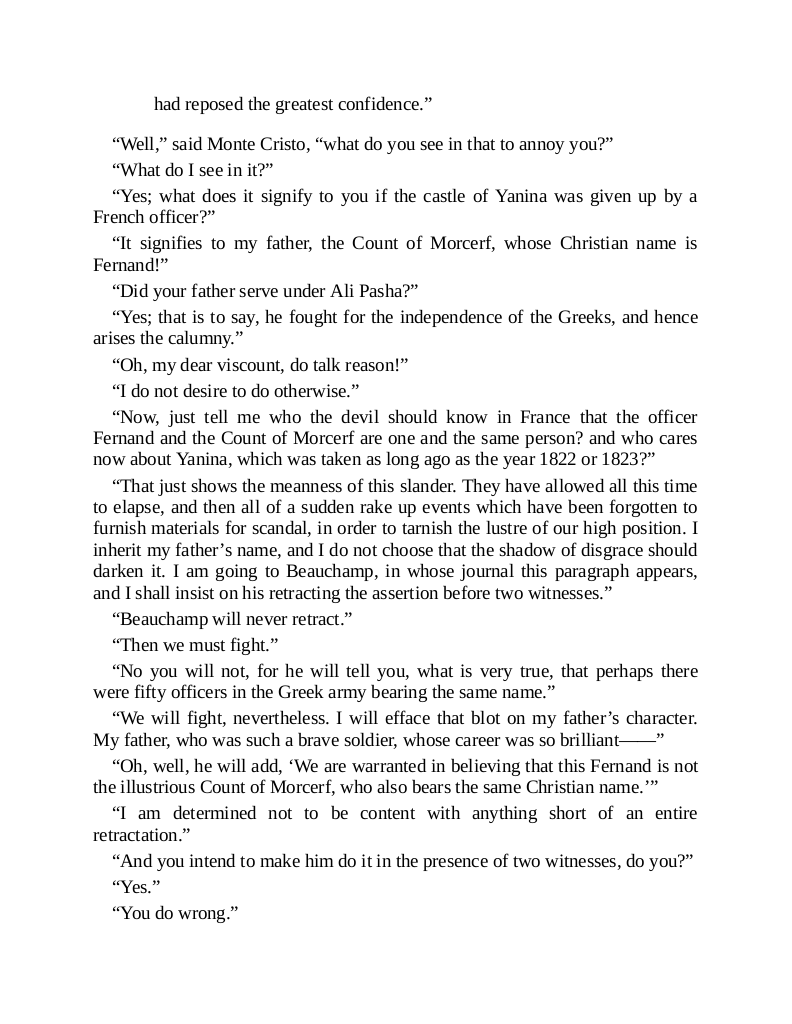 had reposed the greatest confidence.”
“Well,” said Monte Cristo, “what do you see in that to annoy you?”
“What do I see in it?”
“Yes; what does it signify to you if the castle of Yanina was given up by a
French officer?”
“It signifies to my father, the Count of Morcerf, whose Christian name is
Fernand!”
“Did your father serve under Ali Pasha?”
“Yes; that is to say, he fought for the independence of the Greeks, and hence
arises the calumny.”
“Oh, my dear viscount, do talk reason!”
“I do not desire to do otherwise.”
“Now, just tell me who the devil should know in France that the officer
Fernand and the Count of Morcerf are one and the same person? and who cares
now about Yanina, which was taken as long ago as the year 1822 or 1823?”
“That just shows the meanness of this slander. They have allowed all this time
to elapse, and then all of a sudden rake up events which have been forgotten to
furnish materials for scandal, in order to tarnish the lustre of our high position. I
inherit my father’s name, and I do not choose that the shadow of disgrace should
darken it. I am going to Beauchamp, in whose journal this paragraph appears,
and I shall insist on his retracting the assertion before two witnesses.”
“Beauchamp will never retract.”
“Then we must fight.”
“No you will not, for he will tell you, what is very true, that perhaps there
were fifty officers in the Greek army bearing the same name.”
“We will fight, nevertheless. I will efface that blot on my father’s character.
My father, who was such a brave soldier, whose career was so brilliant——”
“Oh, well, he will add, ‘We are warranted in believing that this Fernand is not
the illustrious Count of Morcerf, who also bears the same Christian name.’”
“I am determined not to be content with anything short of an entire
retractation.”
“And you intend to make him do it in the presence of two witnesses, do you?”
“Yes.”
“You do wrong.”